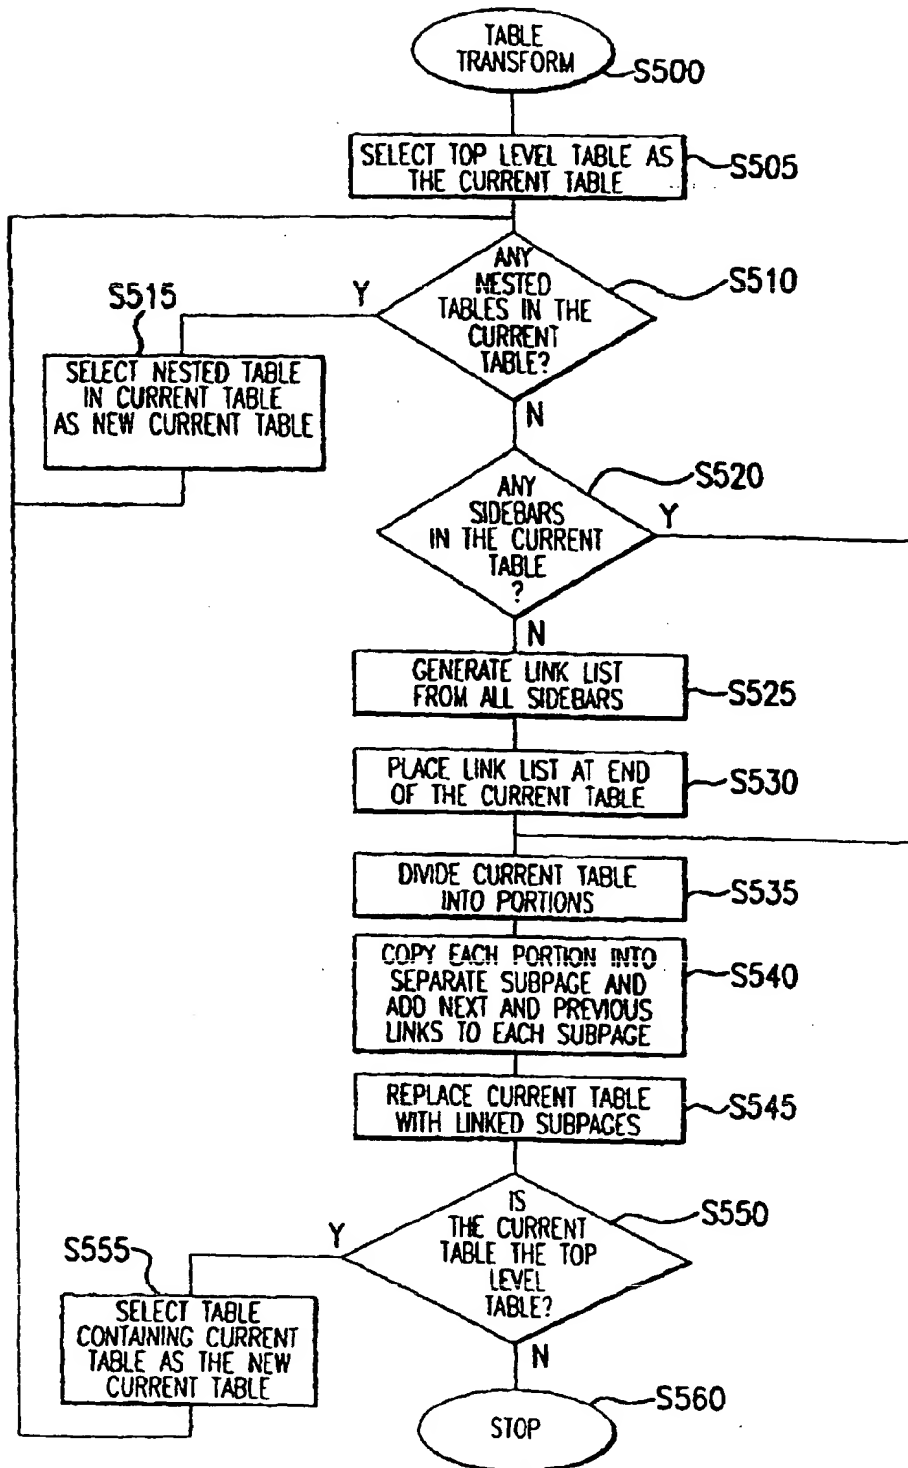 TABLE
TRANSFORM
S500
SELECT TOP LEVEL TABLE AS
THE CURRENT TABLE
S505
ANY
NESTED
TABLES IN THE
CURRENT
TABLE?
S510
Y
N
S515
SELECT NESTED TABLE
IN CURRENT TABLE
AS NEW CURRENT TABLE
ANY
SIDEBARS
IN THE CURRENT
TABLE
?
S520
Y
N
GENERATE LINK LIST
FROM ALL SIDEBARS
S525
PLACE LINK LIST AT END
OF THE CURRENT TABLE
S530
DIVIDE CURRENT TABLE
INTO PORTIONS
S535
COPY EACH PORTION INTO
SEPARATE SUBPAGE AND
ADD NEXT AND PREVIOUS
LINKS TO EACH SUBPAGE
S540
REPLACE CURRENT TABLE
WITH LINKED SUBPAGES
S545
IS
THE CURRENT
TABLE THE TOP
LEVEL
TABLE?
S550
Y
N
S555
SELECT TABLE
CONTAINING CURRENT
TABLE AS THE NEW
CURRENT TABLE
STOP
S560